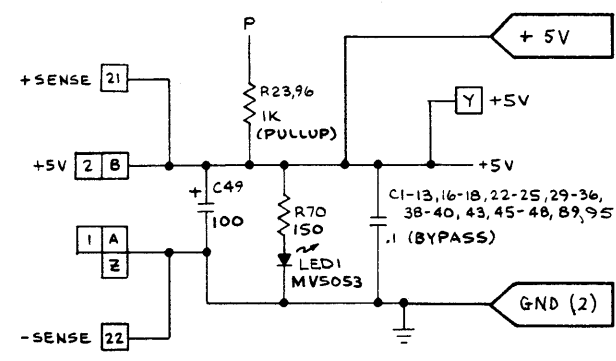 P
+ 5V
+SENSE 21
R23,96
1K
(PULLUP)
Y +5V
+5V 2 B
+5V
+ C49
100
R70
150
C1-13,16-18,22-25,29-36,
38-40,43,45-48,89,95
.1 (BYPASS)
1 A
Z
LED1
MV5053
GND (2)
-SENSE 22